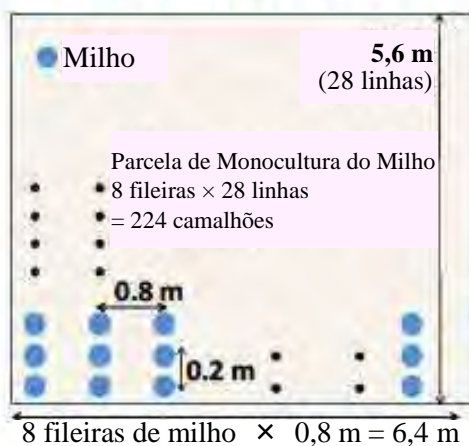 Milho
5,6 m
(28 linhas)
Parcela de Monocultura do Milho
8 fileiras × 28 linhas
= 224 camalhões
0.8 m
0.2 m
8 fileiras de milho × 0,8 m = 6,4 m